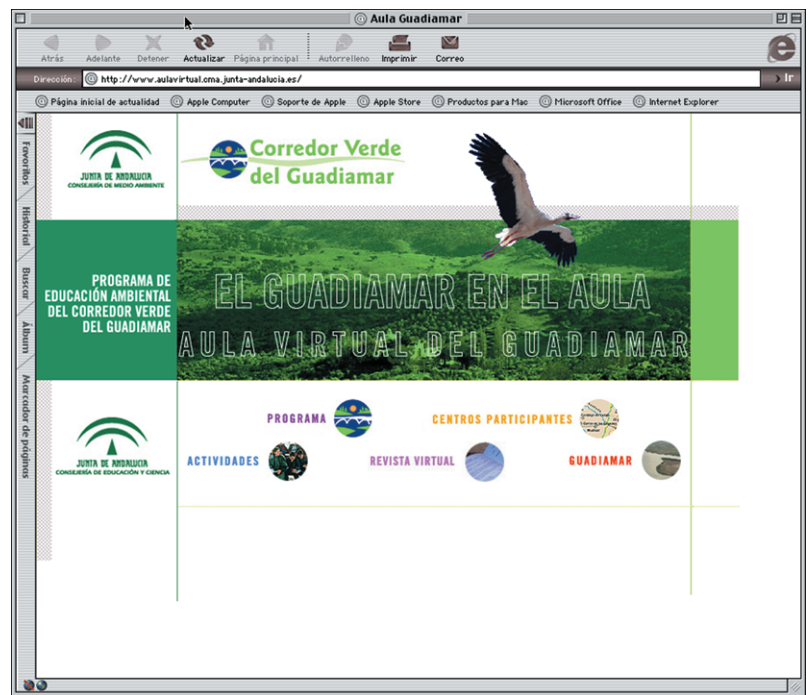 @ Aula Guadiamar
Atrás Adelante Detener Actualizar Página principal Autorrelleno Imprimir Correo
Dirección: @ http://www.aulavirtual.cma.junta-andalucia.es/ › Ir
@ Página inicial de actualidad @ Apple Computer @ Soporte de Apple @ Apple Store @ Productos para Mac @ Microsoft Office @ Internet Explorer
Favoritos
Historial
Buscar
Álbum
Marcador de páginas
JUNTA DE ANDALUCIA
CONSEJERÍA DE MEDIO AMBIENTE
Corredor Verde
del Guadiamar
PROGRAMA DE
EDUCACIÓN AMBIENTAL
DEL CORREDOR VERDE
DEL GUADIAMAR
EL GUADIAMAR EN EL AULA
AULA VIRTUAL DEL GUADIAMAR
JUNTA DE ANDALUCIA
CONSEJERÍA DE EDUCACIÓN Y CIENCIA
PROGRAMA
CENTROS PARTICIPANTES
ACTIVIDADES
REVISTA VIRTUAL
GUADIAMAR